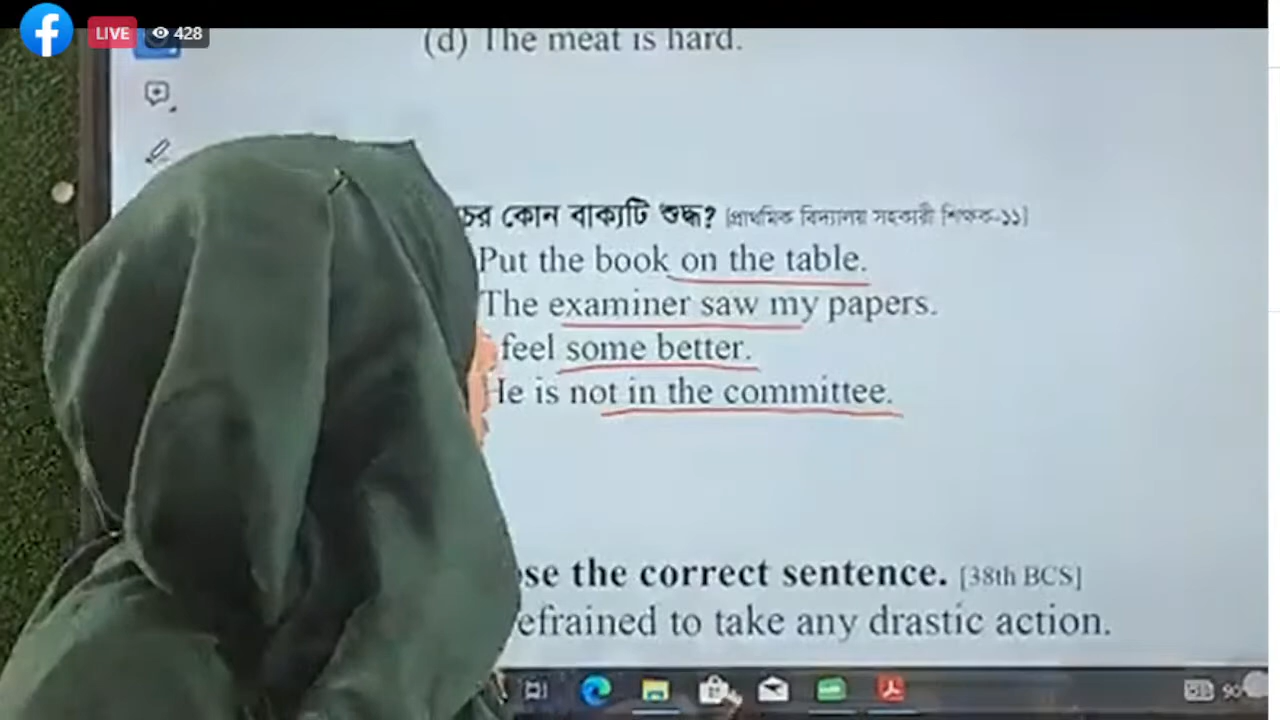 LIVE 428
(d) The meat is hard.
কোন বাক্যটি শুদ্ধ? [প্রাথমিক বিদ্যালয় সহকারী শিক্ষক-১১]
Put the book on the table.
The examiner saw my papers.
feel some better.
He is not in the committee.
the correct sentence. [38th BCS]
to take any drastic action.